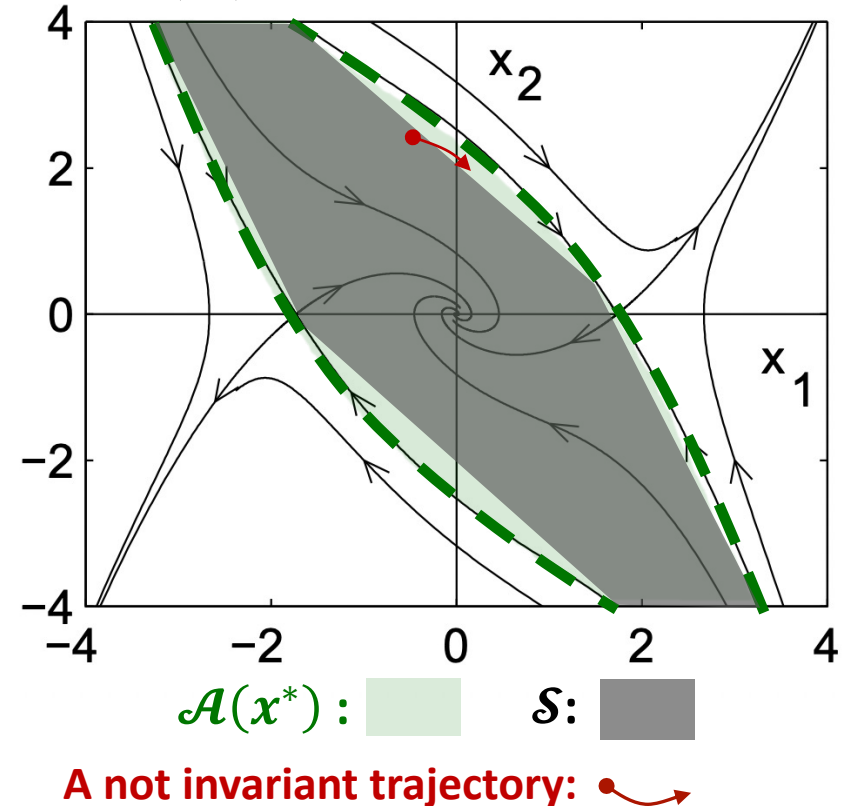 4
x₂
2
0
x₁
−2
−4
−4 −2 0 2 4
𝓐(x*) : 𝓢:
A not invariant trajectory: